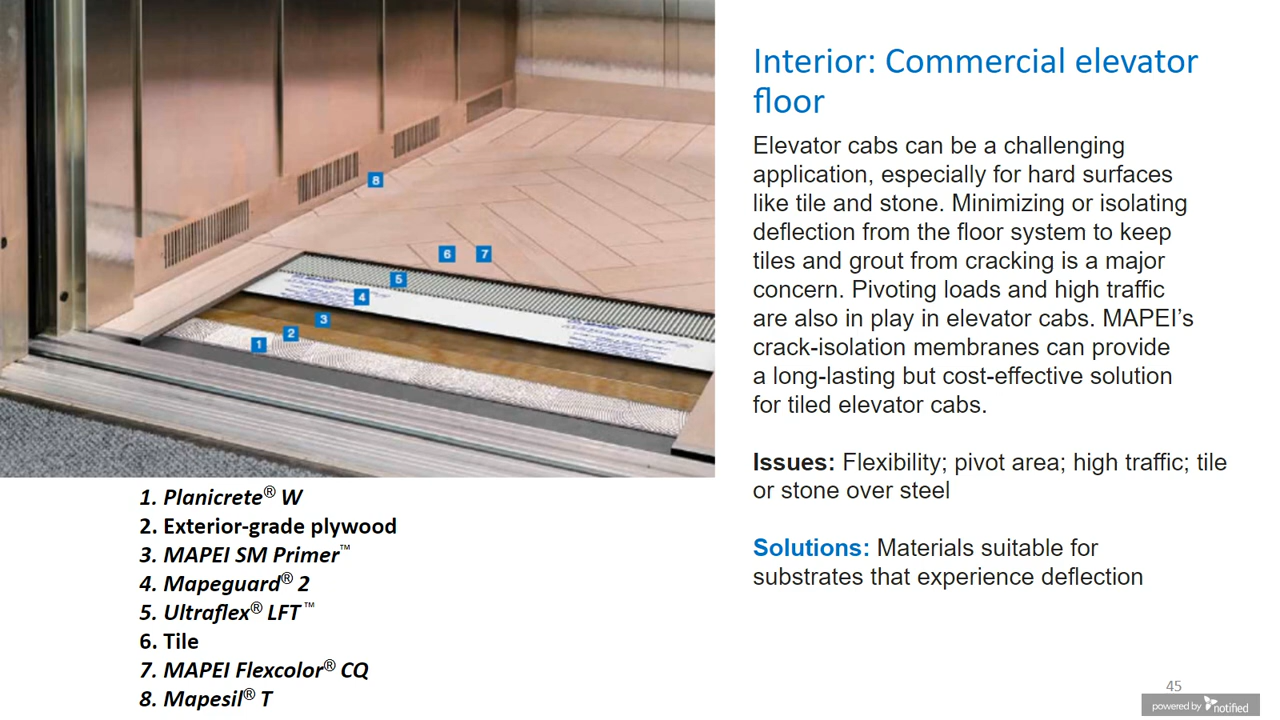 Interior: Commercial elevator
floor
Elevator cabs can be a challenging
application, especially for hard surfaces
like tile and stone. Minimizing or isolating
deflection from the floor system to keep
tiles and grout from cracking is a major
concern. Pivoting loads and high traffic
are also in play in elevator cabs. MAPEI’s
crack-isolation membranes can provide
a long-lasting but cost-effective solution
for tiled elevator cabs.
Issues: Flexibility; pivot area; high traffic; tile
or stone over steel
Solutions: Materials suitable for
substrates that experience deflection
8
6 7
5
4
3
2
1
1. Planicrete® W
2. Exterior-grade plywood
3. MAPEI SM Primer™
4. Mapeguard® 2
5. Ultraflex® LFT™
6. Tile
7. MAPEI Flexcolor® CQ
8. Mapesil® T
45
powered by notified